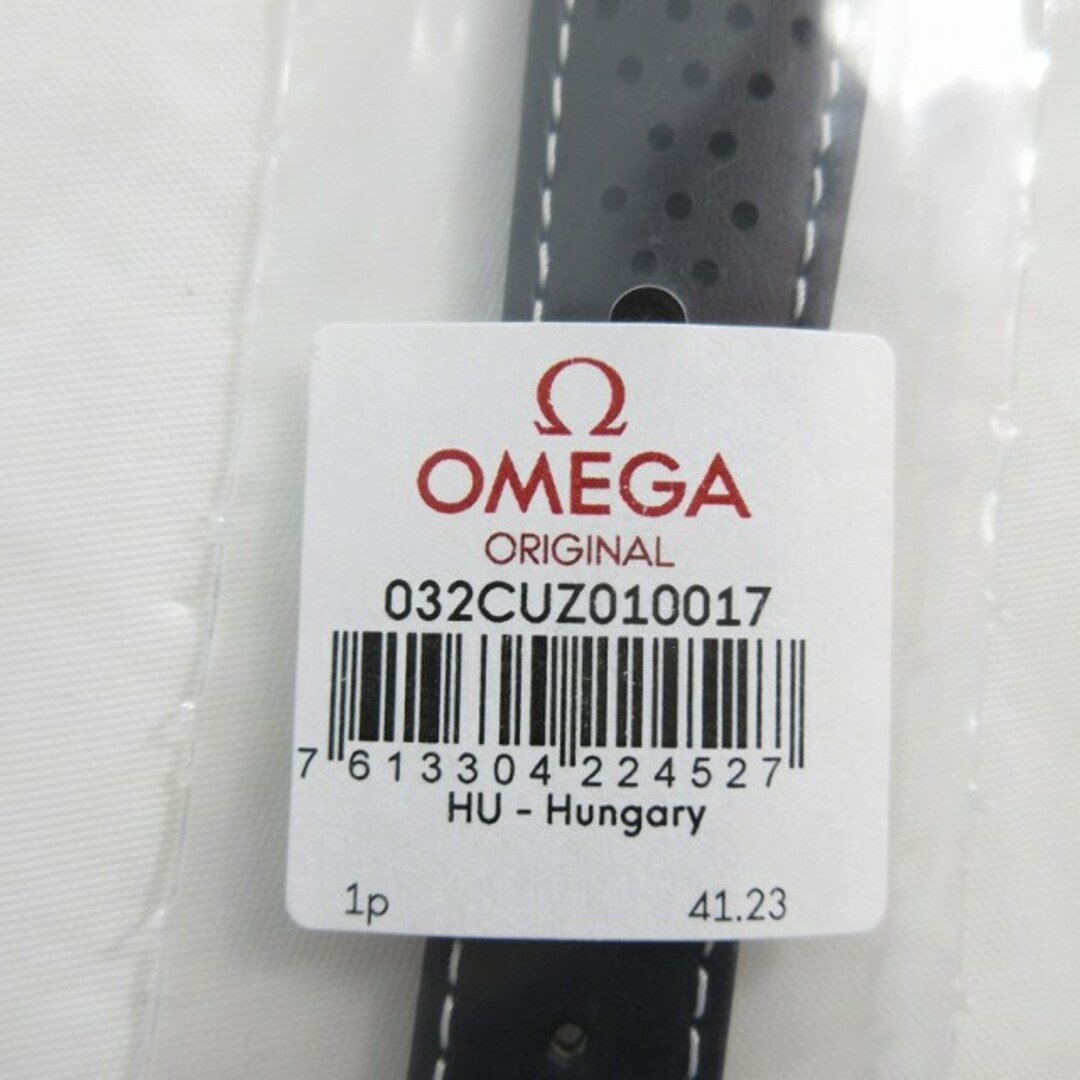 Ω
OMEGA
ORIGINAL
032CUZ010017
7 613304 224527
HU - Hungary
1p 41.23